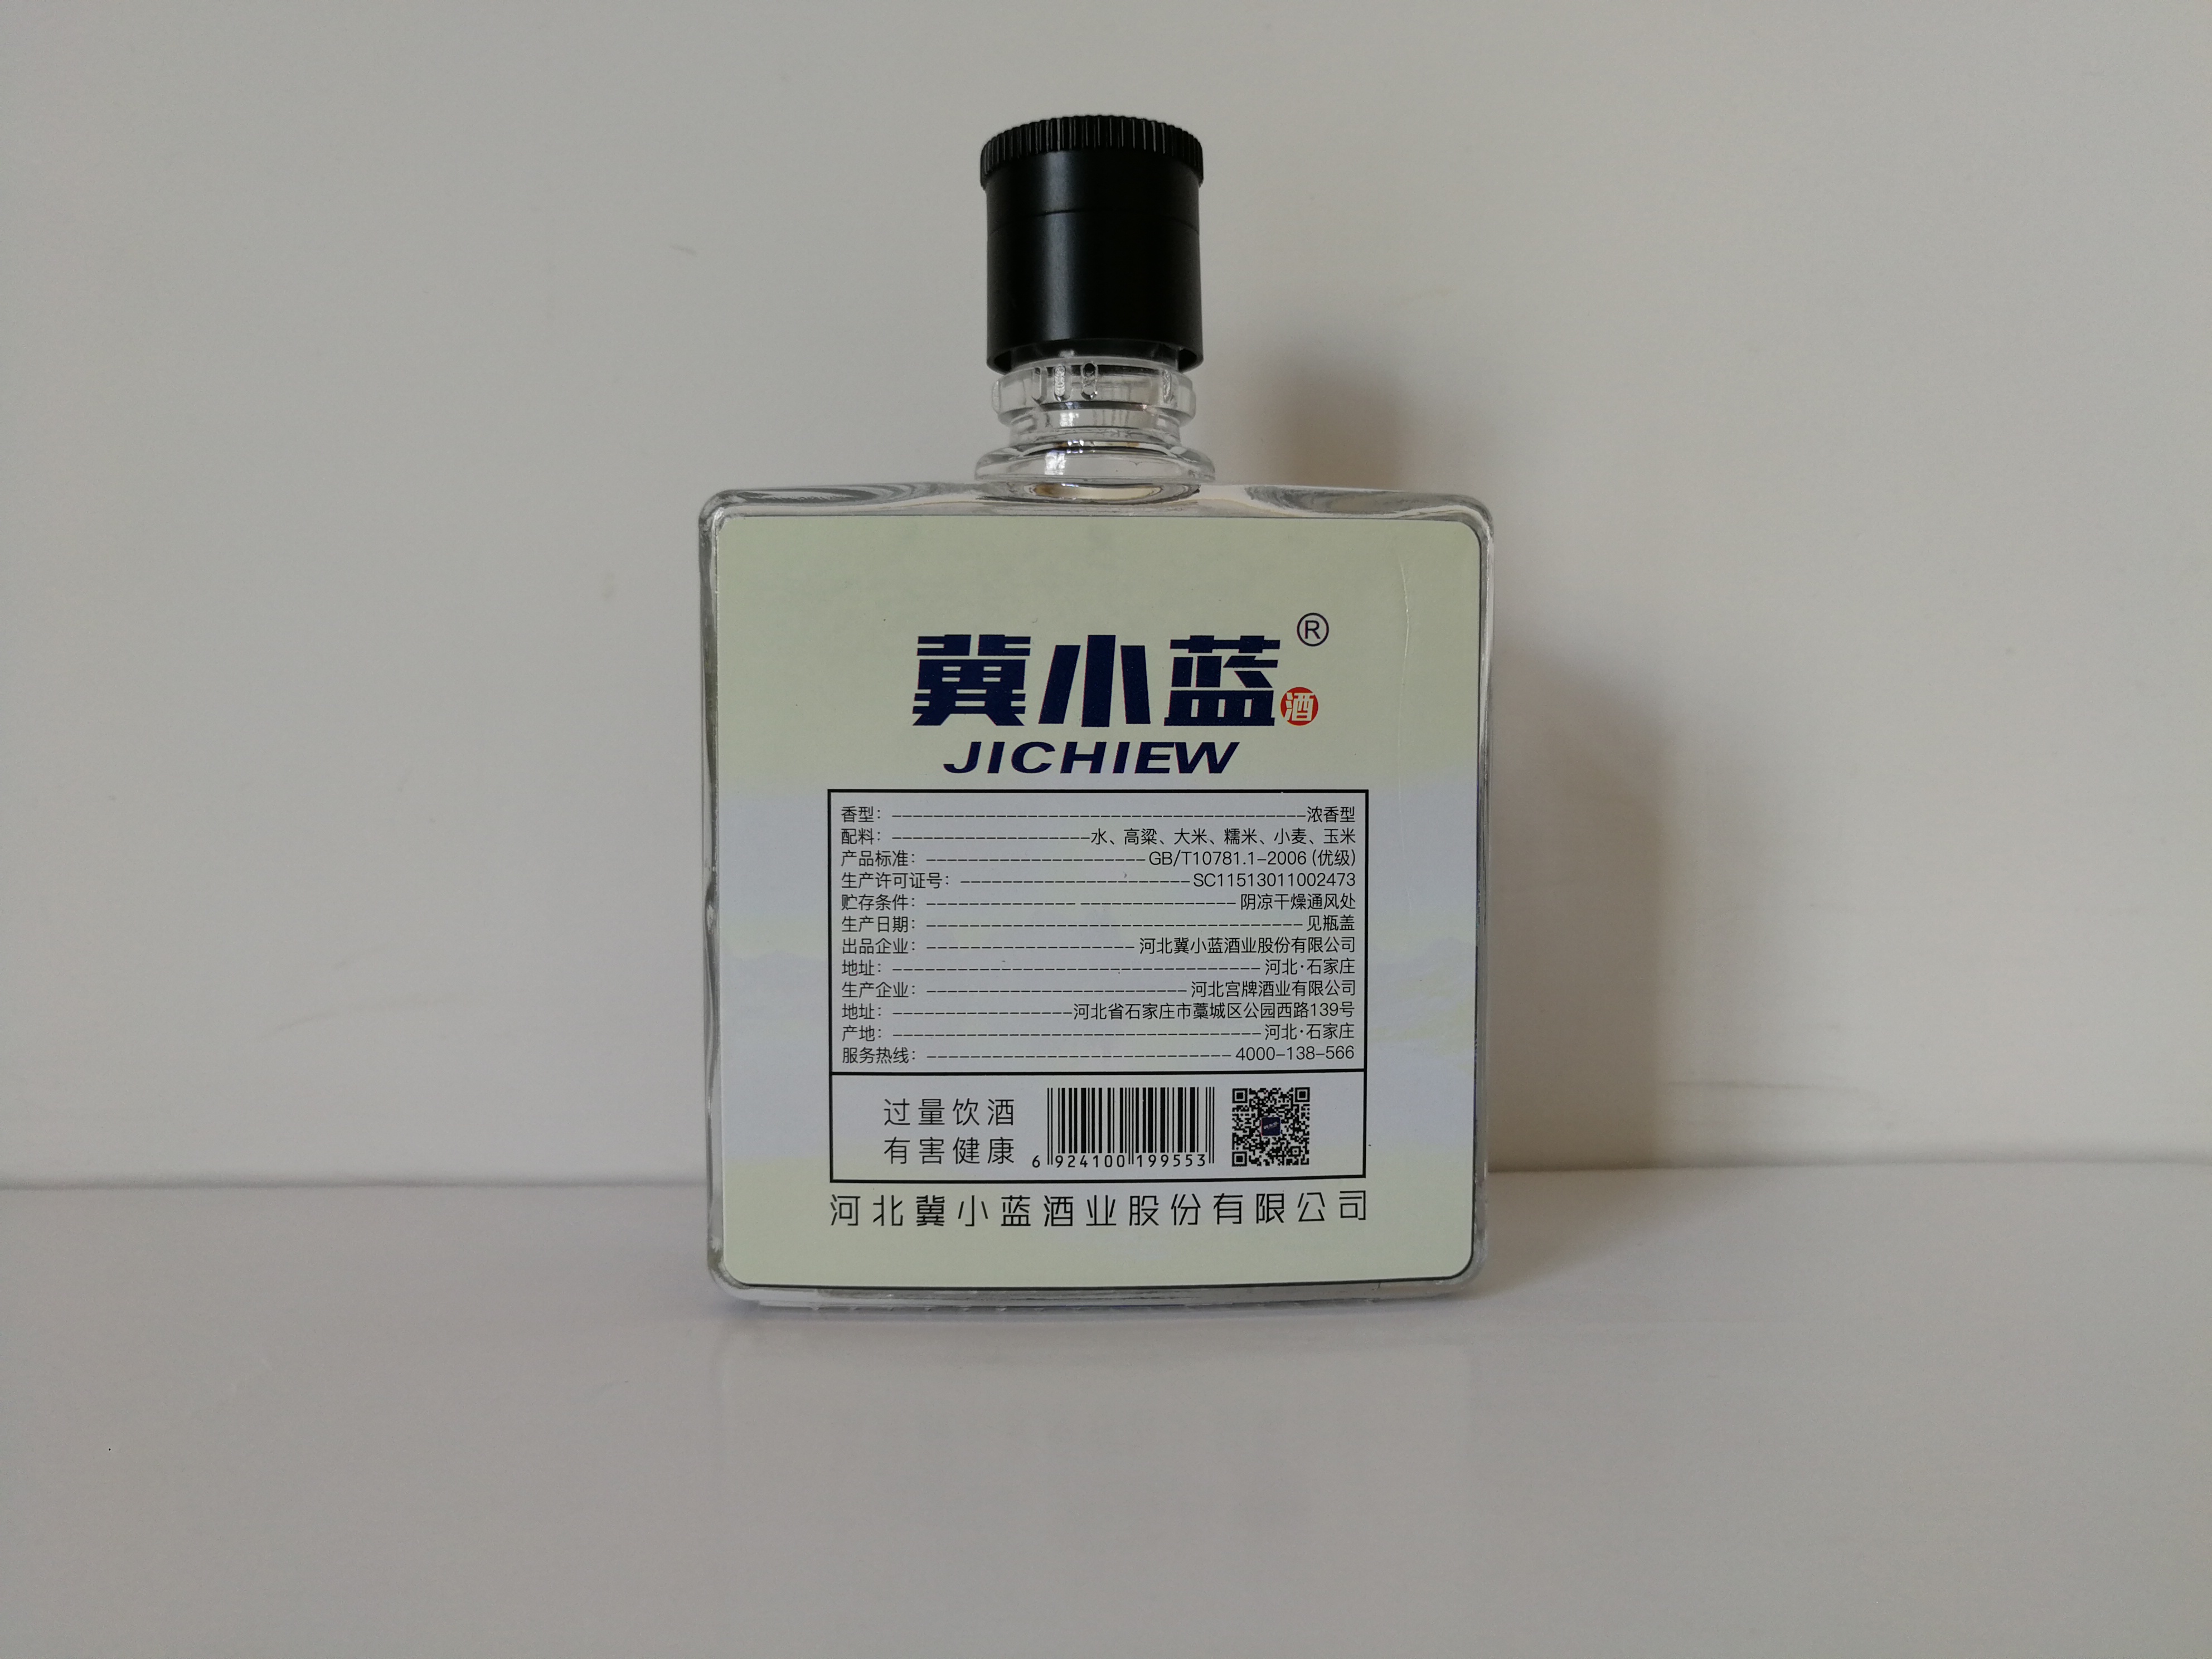 冀小蓝®
酒
JICHIEW
香型：浓香型
配料：水、高粱、大米、糯米、小麦、玉米
产品标准：GB/T10781.1-2006(优级)
生产许可证号：SC11513011002473
贮存条件：阴凉干燥通风处
生产日期：见瓶盖
出品企业：河北冀小蓝酒业股份有限公司
地址：河北·石家庄
生产企业：河北宫牌酒业有限公司
地址：河北省石家庄市藁城区公园西路139号
产地：河北·石家庄
服务热线：4000-138-566
过量饮酒
有害健康
6 924100 199553
河北冀小蓝酒业股份有限公司